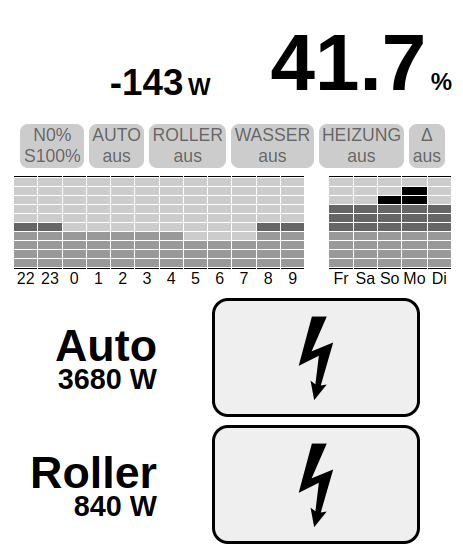 -143 W 41.7 %
N0% AUTO ROLLER WASSER HEIZUNG Δ
S100% aus aus aus aus aus
22 23 0 1 2 3 4 5 6 7 8 9 Fr Sa So Mo Di
Auto
3680 W
Roller
840 W